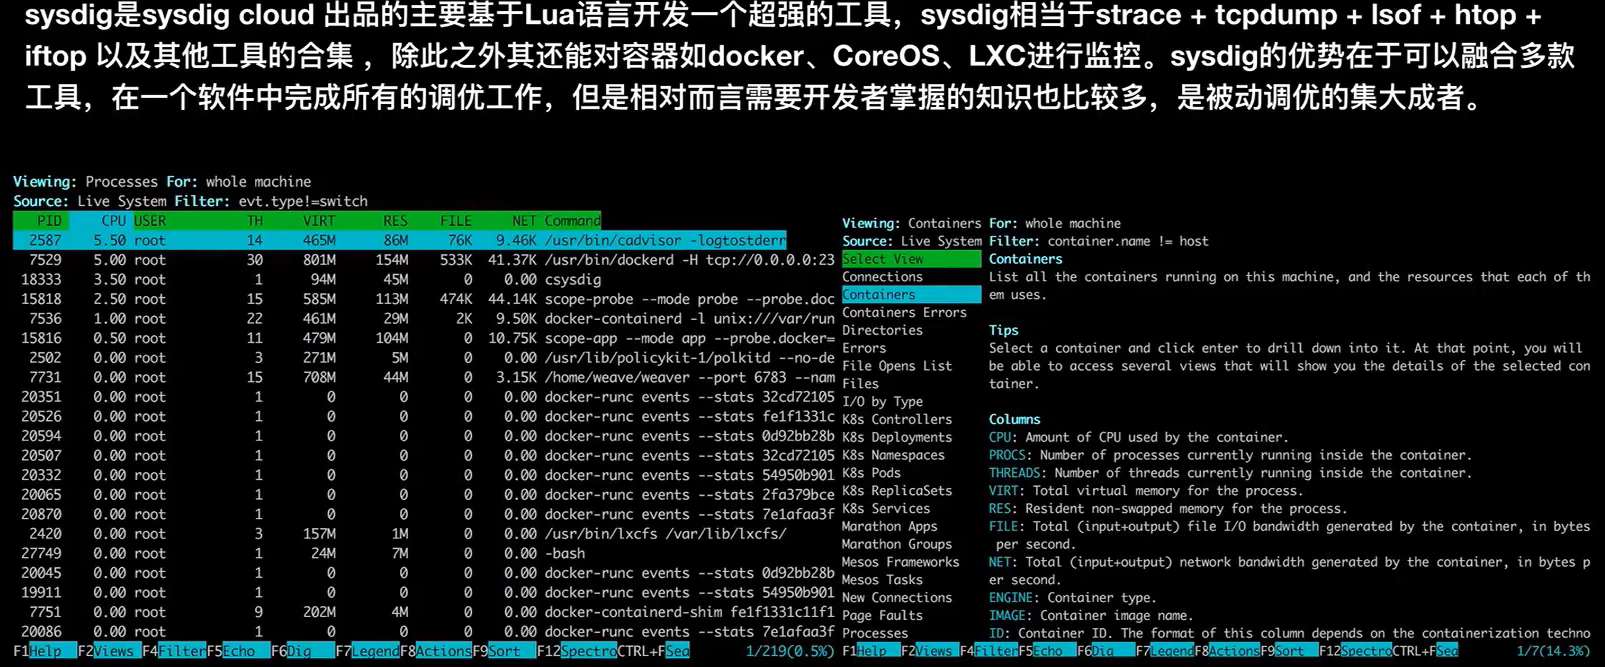 sysdig是sysdig cloud 出品的主要基于Lua语言开发一个超强的工具，sysdig相当于strace + tcpdump + lsof + htop +
iftop 以及其他工具的合集 ，除此之外其还能对容器如docker、CoreOS、LXC进行监控。sysdig的优势在于可以融合多款
工具，在一个软件中完成所有的调优工作，但是相对而言需要开发者掌握的知识也比较多，是被动调优的集大成者。
Viewing: Processes For: whole machine
Source: Live System Filter: evt.type!=switch
PID CPU USER TH VIRT RES FILE NET Command
2587 5.50 root 14 465M 86M 76K 9.46K /usr/bin/cadvisor -logtostderr
7529 5.00 root 30 801M 154M 533K 41.37K /usr/bin/dockerd -H tcp://0.0.0.0:23
18333 3.50 root 1 94M 45M 0 0.00 csysdig
15818 2.50 root 15 585M 113M 474K 44.14K scope-probe --mode probe --probe.doc
7536 1.00 root 22 461M 29M 2K 9.50K docker-containerd -l unix:///var/run
15816 0.50 root 11 479M 104M 0 10.75K scope-app --mode app --probe.docker=
2502 0.00 root 3 271M 5M 0 0.00 /usr/lib/policykit-1/polkitd --no-de
7731 0.00 root 15 708M 44M 0 3.15K /home/weave/weaver --port 6783 --nam
20351 0.00 root 1 0 0 0 0.00 docker-runc events --stats 32cd72105
20526 0.00 root 1 0 0 0 0.00 docker-runc events --stats fe1f1331c
20594 0.00 root 1 0 0 0 0.00 docker-runc events --stats 0d92bb28b
20507 0.00 root 1 0 0 0 0.00 docker-runc events --stats 32cd72105
20332 0.00 root 1 0 0 0 0.00 docker-runc events --stats 54950b901
20065 0.00 root 1 0 0 0 0.00 docker-runc events --stats 2fa379bce
20870 0.00 root 1 0 0 0 0.00 docker-runc events --stats 7e1afaa3f
2420 0.00 root 3 157M 1M 0 0.00 /usr/bin/lxcfs /var/lib/lxcfs/
27749 0.00 root 1 24M 7M 0 0.00 -bash
20045 0.00 root 1 0 0 0 0.00 docker-runc events --stats 0d92bb28b
19911 0.00 root 1 0 0 0 0.00 docker-runc events --stats 54950b901
7751 0.00 root 9 202M 4M 0 0.00 docker-containerd-shim fe1f1331c11f1
20086 0.00 root 1 0 0 0 0.00 docker-runc events --stats 7e1afaa3f
F1Help F2Views F4FilterF5Echo F6Dig F7LegendF8ActionsF9Sort F12SpectroCTRL+FSea 1/219(0.5%)
Viewing: Containers For: whole machine
Source: Live System Filter: container.name != host
Select View
Connections
Containers
Containers Errors
Directories
Errors
File Opens List
Files
I/O by Type
K8s Controllers
K8s Deployments
K8s Namespaces
K8s Pods
K8s ReplicaSets
K8s Services
Marathon Apps
Marathon Groups
Mesos Frameworks
Mesos Tasks
New Connections
Page Faults
Processes
Containers
List all the containers running on this machine, and the resources that each of th
em uses.
Tips
Select a container and click enter to drill down into it. At that point, you will
be able to access several views that will show you the details of the selected con
tainer.
Columns
CPU: Amount of CPU used by the container.
PROCS: Number of processes currently running inside the container.
THREADS: Number of threads currently running inside the container.
VIRT: Total virtual memory for the process.
RES: Resident non-swapped memory for the process.
FILE: Total (input+output) file I/O bandwidth generated by the container, in bytes
per second.
NET: Total (input+output) network bandwidth generated by the container, in bytes p
er second.
ENGINE: Container type.
IMAGE: Container image name.
ID: Container ID. The format of this column depends on the containerization techno
F1Help F2Views F4FilterF5Echo F6Dig F7LegendF8ActionsF9Sort F12SpectroCTRL+FSea 1/7(14.3%)